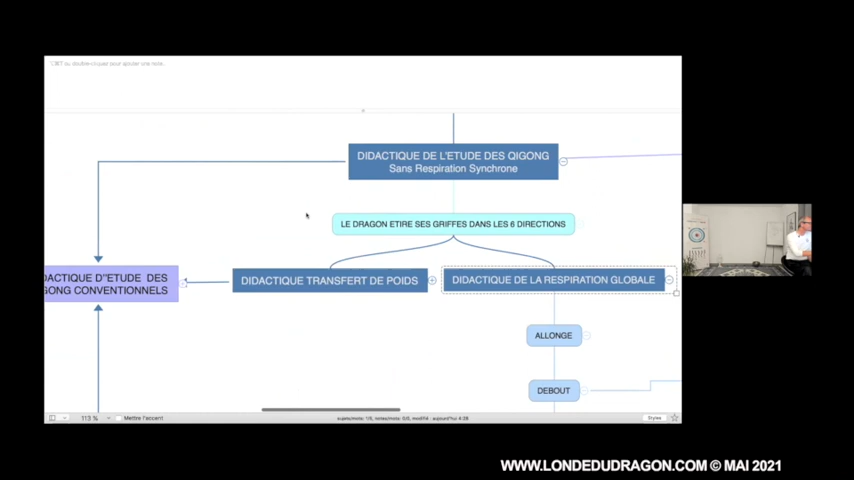 DIDACTIQUE DE L'ETUDE DES QIGONG
Sans Respiration Synchrone
LE DRAGON ETIRE SES GRIFFES DANS LES 6 DIRECTIONS
DACTIQUE D"ETUDE DES
GONG CONVENTIONNELS
DIDACTIQUE TRANSFERT DE POIDS
DIDACTIQUE DE LA RESPIRATION GLOBALE
ALLONGE
DEBOUT
113 %
Mettre l'accent
Styles
WWW.LONDEDUDRAGON.COM © MAI 2021